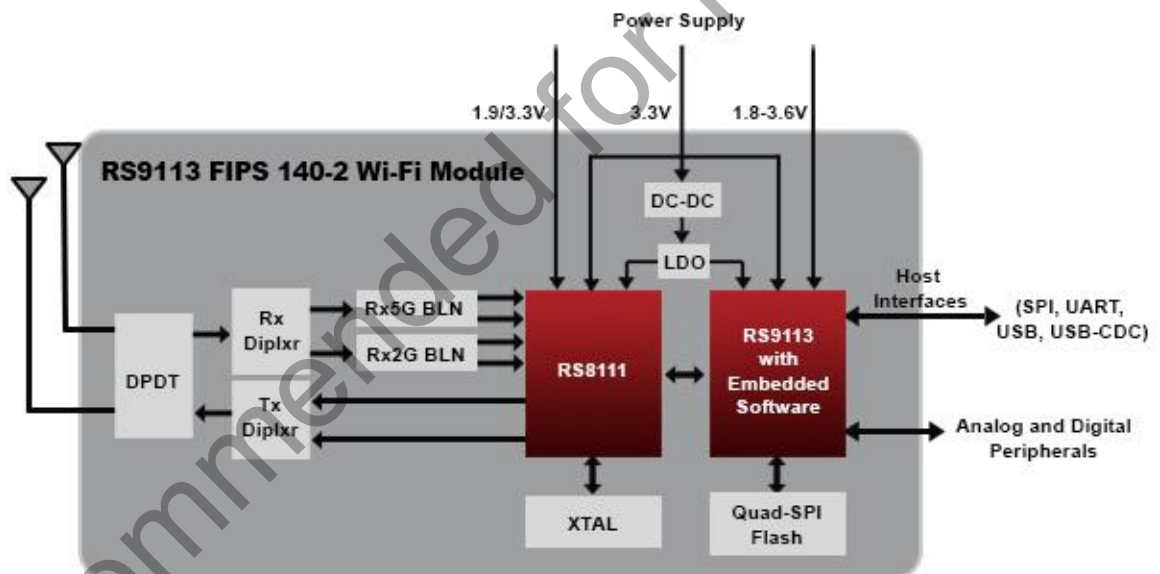 Power Supply
1.9/3.3V
3.3V
1.8-3.6V
RS9113 FIPS 140-2 Wi-Fi Module
DC-DC
LDO
Host
Interfaces
(SPI, UART,
USB, USB-CDC)
Rx5G BLN
Rx2G BLN
Rx
Diplxr
DPDT
Tx
Diplxr
RS8111
RS9113
with
Embedded
Software
Analog and Digital
Peripherals
XTAL
Quad-SPI
Flash
ommended for